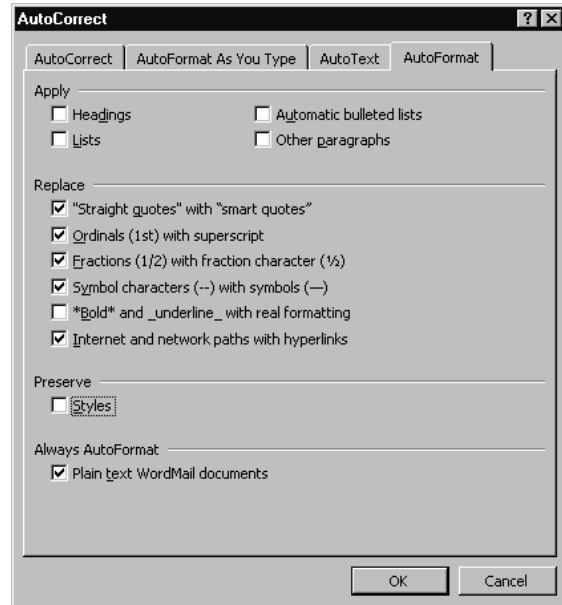 AutoCorrect
AutoCorrect AutoFormat As You Type AutoText AutoFormat
Apply
Headings Automatic bulleted lists
Lists Other paragraphs
Replace
"Straight quotes" with “smart quotes”
Ordinals (1st) with superscript
Fractions (1/2) with fraction character (½)
Symbol characters (--) with symbols (—)
*Bold* and _underline_ with real formatting
Internet and network paths with hyperlinks
Preserve
Styles
Always AutoFormat
Plain text WordMail documents
OK Cancel